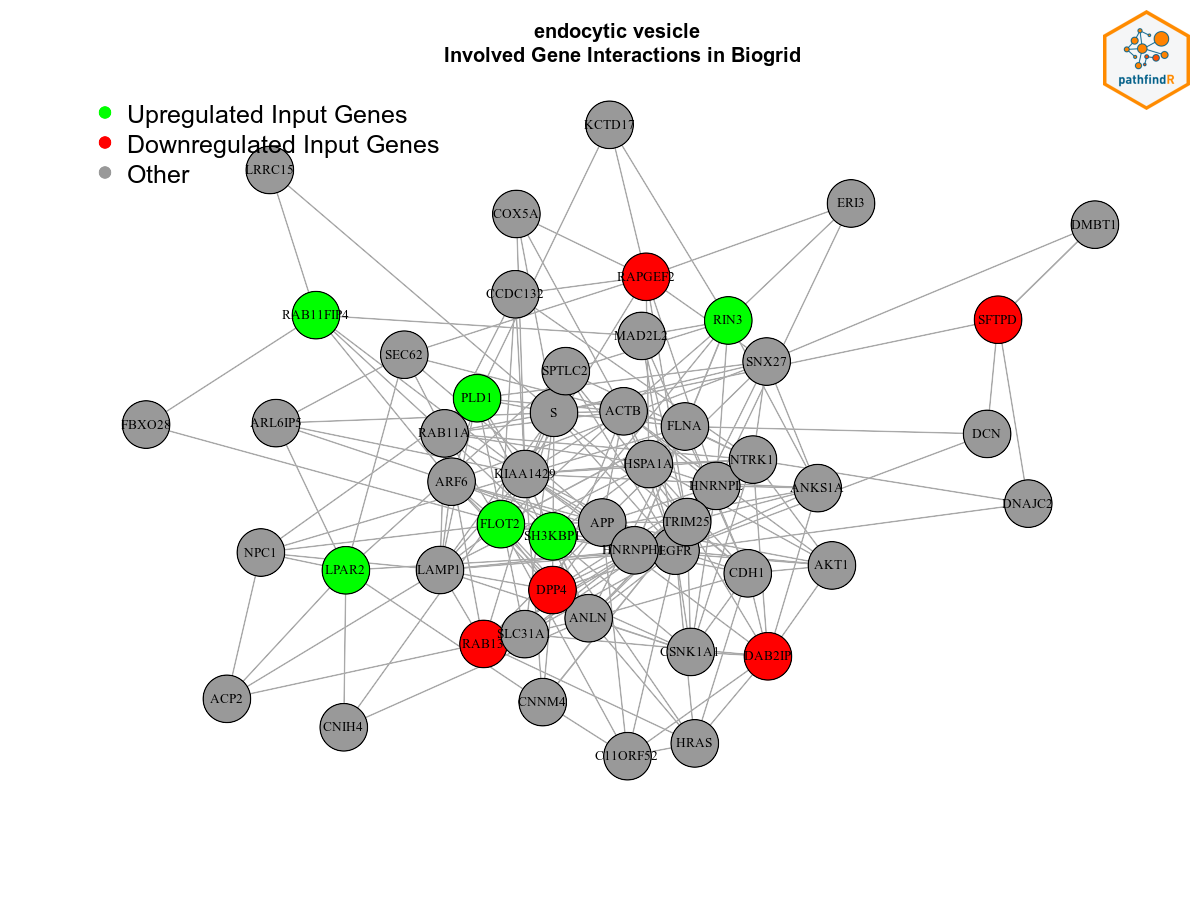 endocytic vesicle
Involved Gene Interactions in Biogrid
pathfindR
Upregulated Input Genes
Downregulated Input Genes
Other
KCTD17
LRRC15
ERI3
COX5A
DMBT1
RAPGEF2
CCDC132
RAB11FIP4
RIN3
SFTPD
MAD2L2
SEC62
SNX27
SPTLC2
PLD1
S
ACTB
FBXO28
ARL6IP5
FLNA
RAB11A
DCN
NTRK1
HSPA1A
KIAA1429
ARF6
HNRNPL
ANKS1A
DNAJC2
FLOT2
APP
TRIM25
SH3KBP1
NPC1
HNRNPH1
EGFR
LPAR2
LAMP1
CDH1
AKT1
DPP4
ANLN
SLC31A
RAB13
CSNK1A1
DAB2IP
ACP2
CNNM4
CNIH4
HRAS
C11ORF52